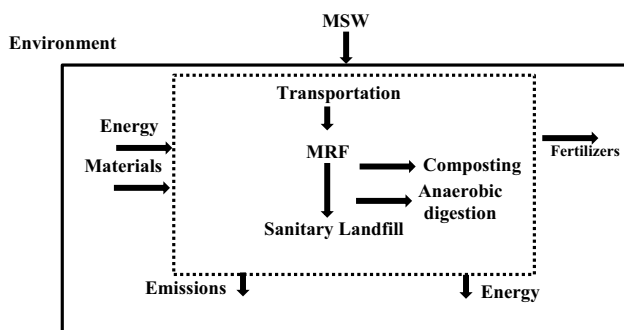 MSW
Environment
Transportation
Energy
Materials
MRF
Composting
Anaerobic
digestion
Sanitary Landfill
Fertilizers
Emissions
Energy